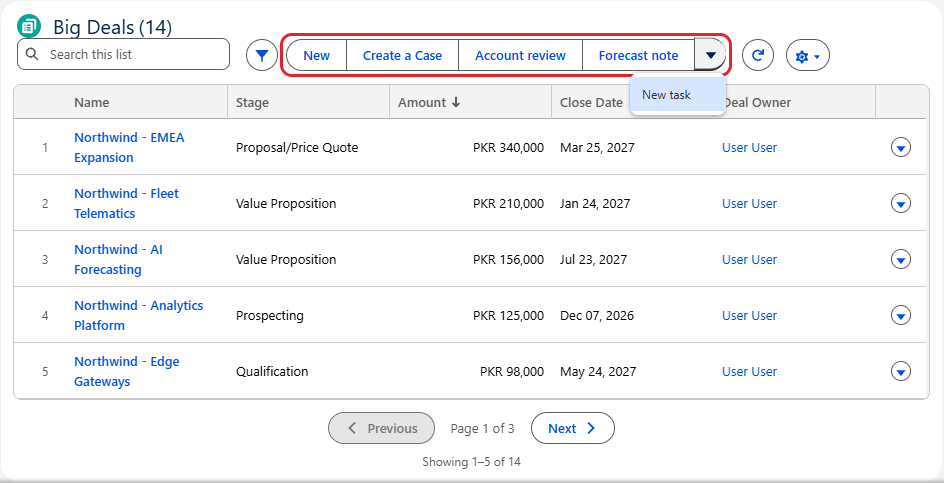 Big Deals (14)
Search this list
New Create a Case Account review Forecast note
New task
Name Stage Amount Close Date Deal Owner
1 Northwind - EMEA Expansion Proposal/Price Quote PKR 340,000 Mar 25, 2027 User User
2 Northwind - Fleet Telematics Value Proposition PKR 210,000 Jan 24, 2027 User User
3 Northwind - AI Forecasting Value Proposition PKR 156,000 Jul 23, 2027 User User
4 Northwind - Analytics Platform Prospecting PKR 125,000 Dec 07, 2026 User User
5 Northwind - Edge Gateways Qualification PKR 98,000 May 24, 2027 User User
Previous Page 1 of 3 Next
Showing 1–5 of 14